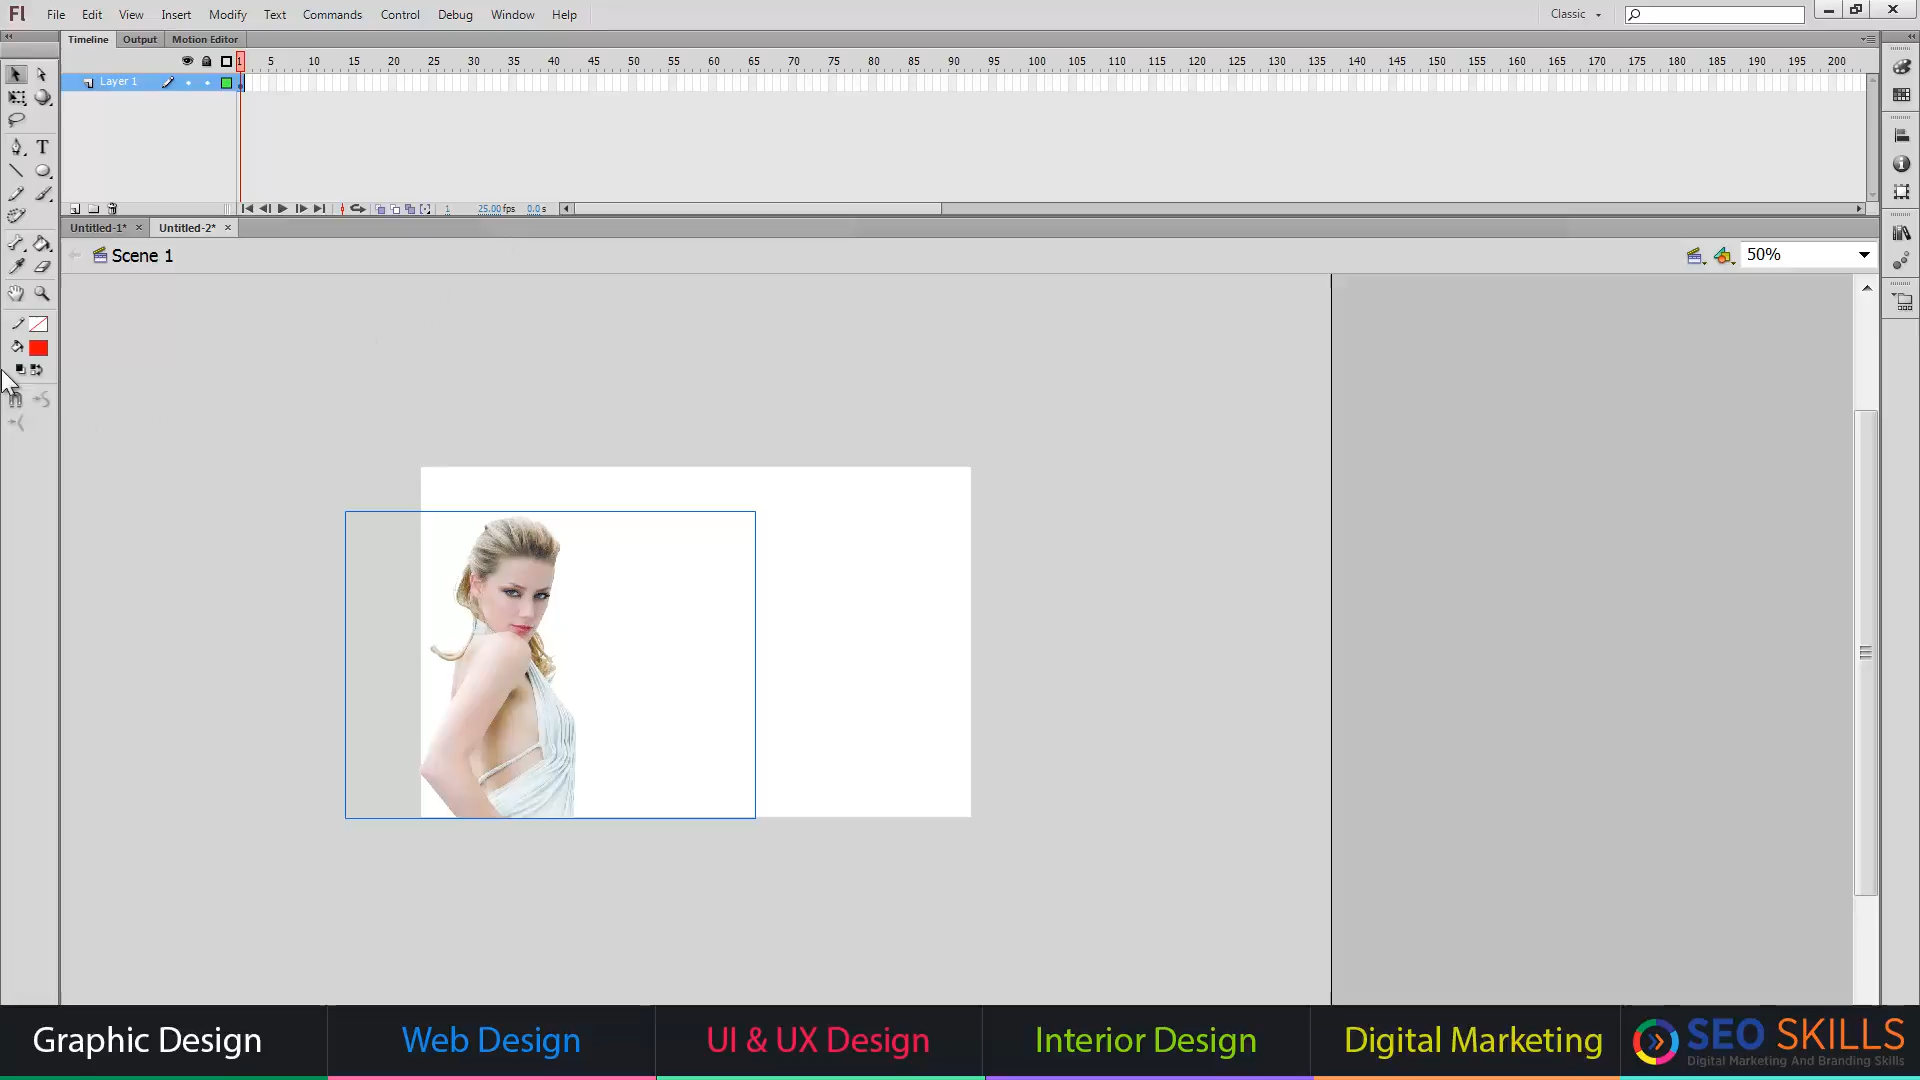 Fl File Edit View Insert Modify Text Commands Control Debug Window Help Classic
Timeline Output Motion Editor
1 5 10 15 20 25 30 35 40 45 50 55 60 65 70 75 80 85 90 95 100 105 110 115 120 125 130 135 140 145 150 155 160 165 170 175 180 185 190 195 200
Layer 1
T
1 25.00 fps 0.0 s
Untitled-1* Untitled-2*
Scene 1 50%
Graphic Design Web Design UI & UX Design Interior Design Digital Marketing SEO SKILLS
Digital Marketing And Branding Skills